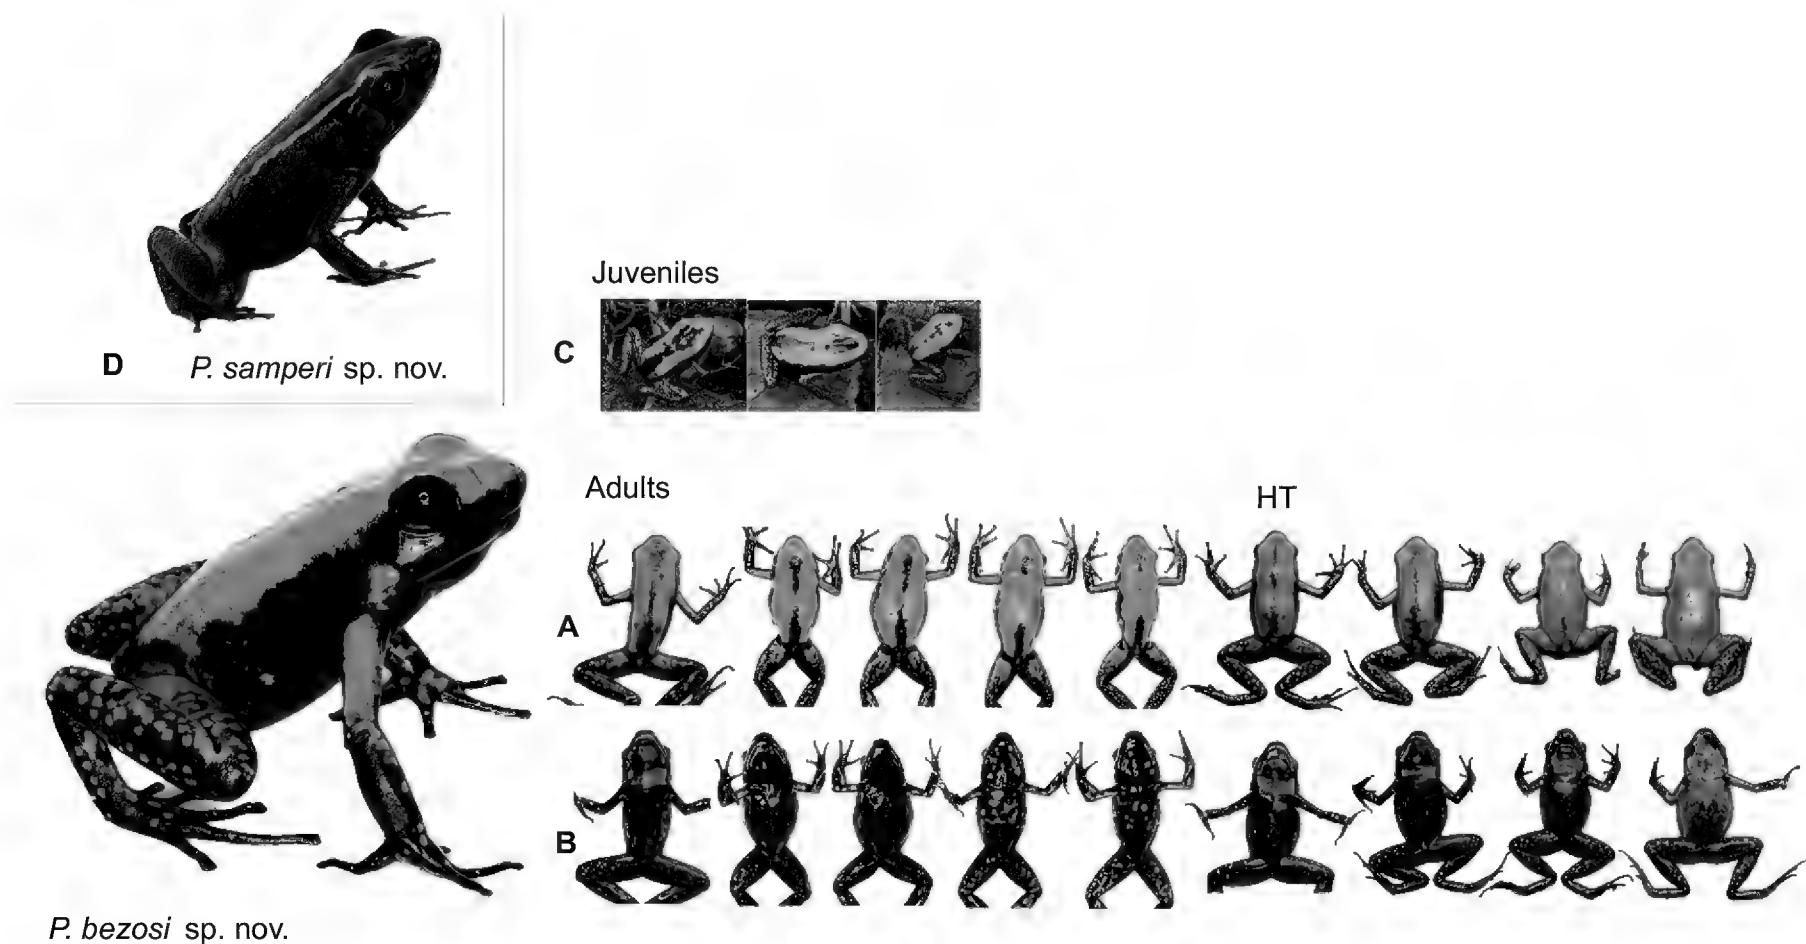 D
P. samperi sp. nov.
Juveniles
C
Adults
HT
A
B
P. bezosi sp. nov.